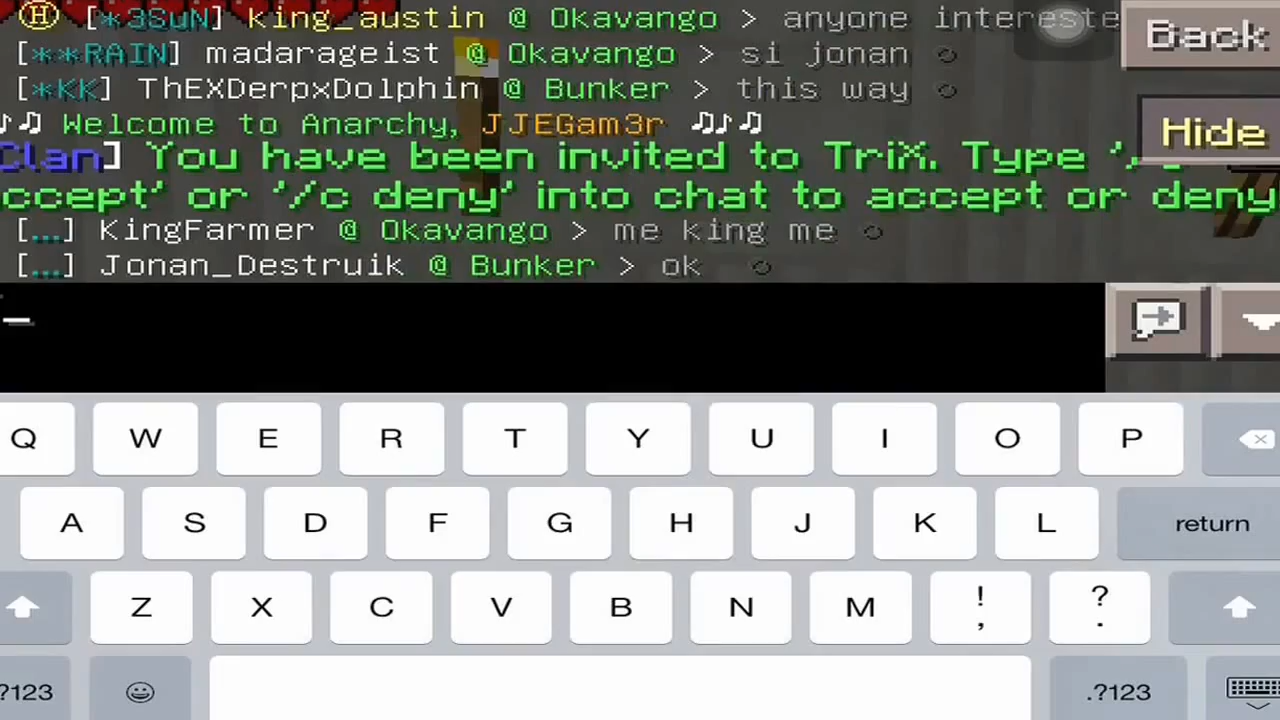 Ⓗ [*3SuN] king_austin @ Okavango > anyone intereste
[**RAIN] madarageist @ Okavango > si jonan
[*KK] ThEXDerpxDolphin @ Bunker > this way
♪♫ Welcome to Anarchy, JJEGam3r ♫♪♫
Clan] You have been invited to TriX. Type '/
ccept' or '/c deny' into chat to accept or deny
[...] KingFarmer @ Okavango > me king me
[...] Jonan_Destruik @ Bunker > ok
Back
Hide
Q W E R T Y U I O P
A S D F G H J K L return
Z X C V B N M ! , ? .
?123 .?123